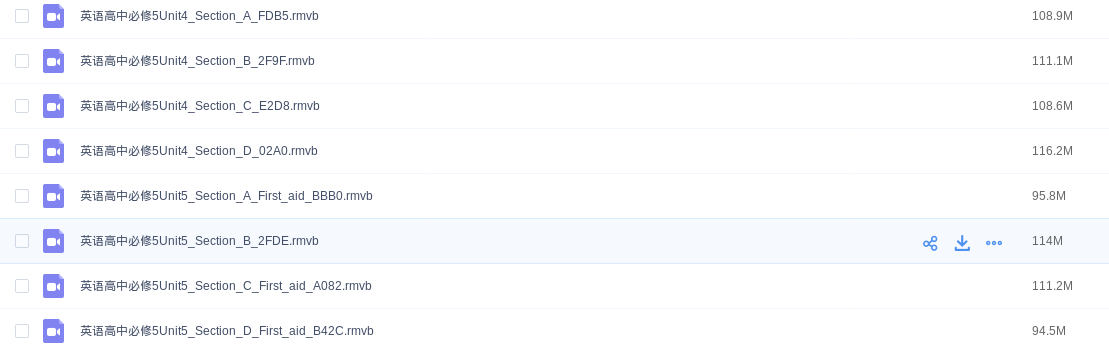 英语高中必修5Unit4_Section_A_FDB5.rmvb 108.9M
英语高中必修5Unit4_Section_B_2F9F.rmvb 111.1M
英语高中必修5Unit4_Section_C_E2D8.rmvb 108.6M
英语高中必修5Unit4_Section_D_02A0.rmvb 116.2M
英语高中必修5Unit5_Section_A_First_aid_BBB0.rmvb 95.8M
英语高中必修5Unit5_Section_B_2FDE.rmvb 114M
英语高中必修5Unit5_Section_C_First_aid_A082.rmvb 111.2M
英语高中必修5Unit5_Section_D_First_aid_B42C.rmvb 94.5M